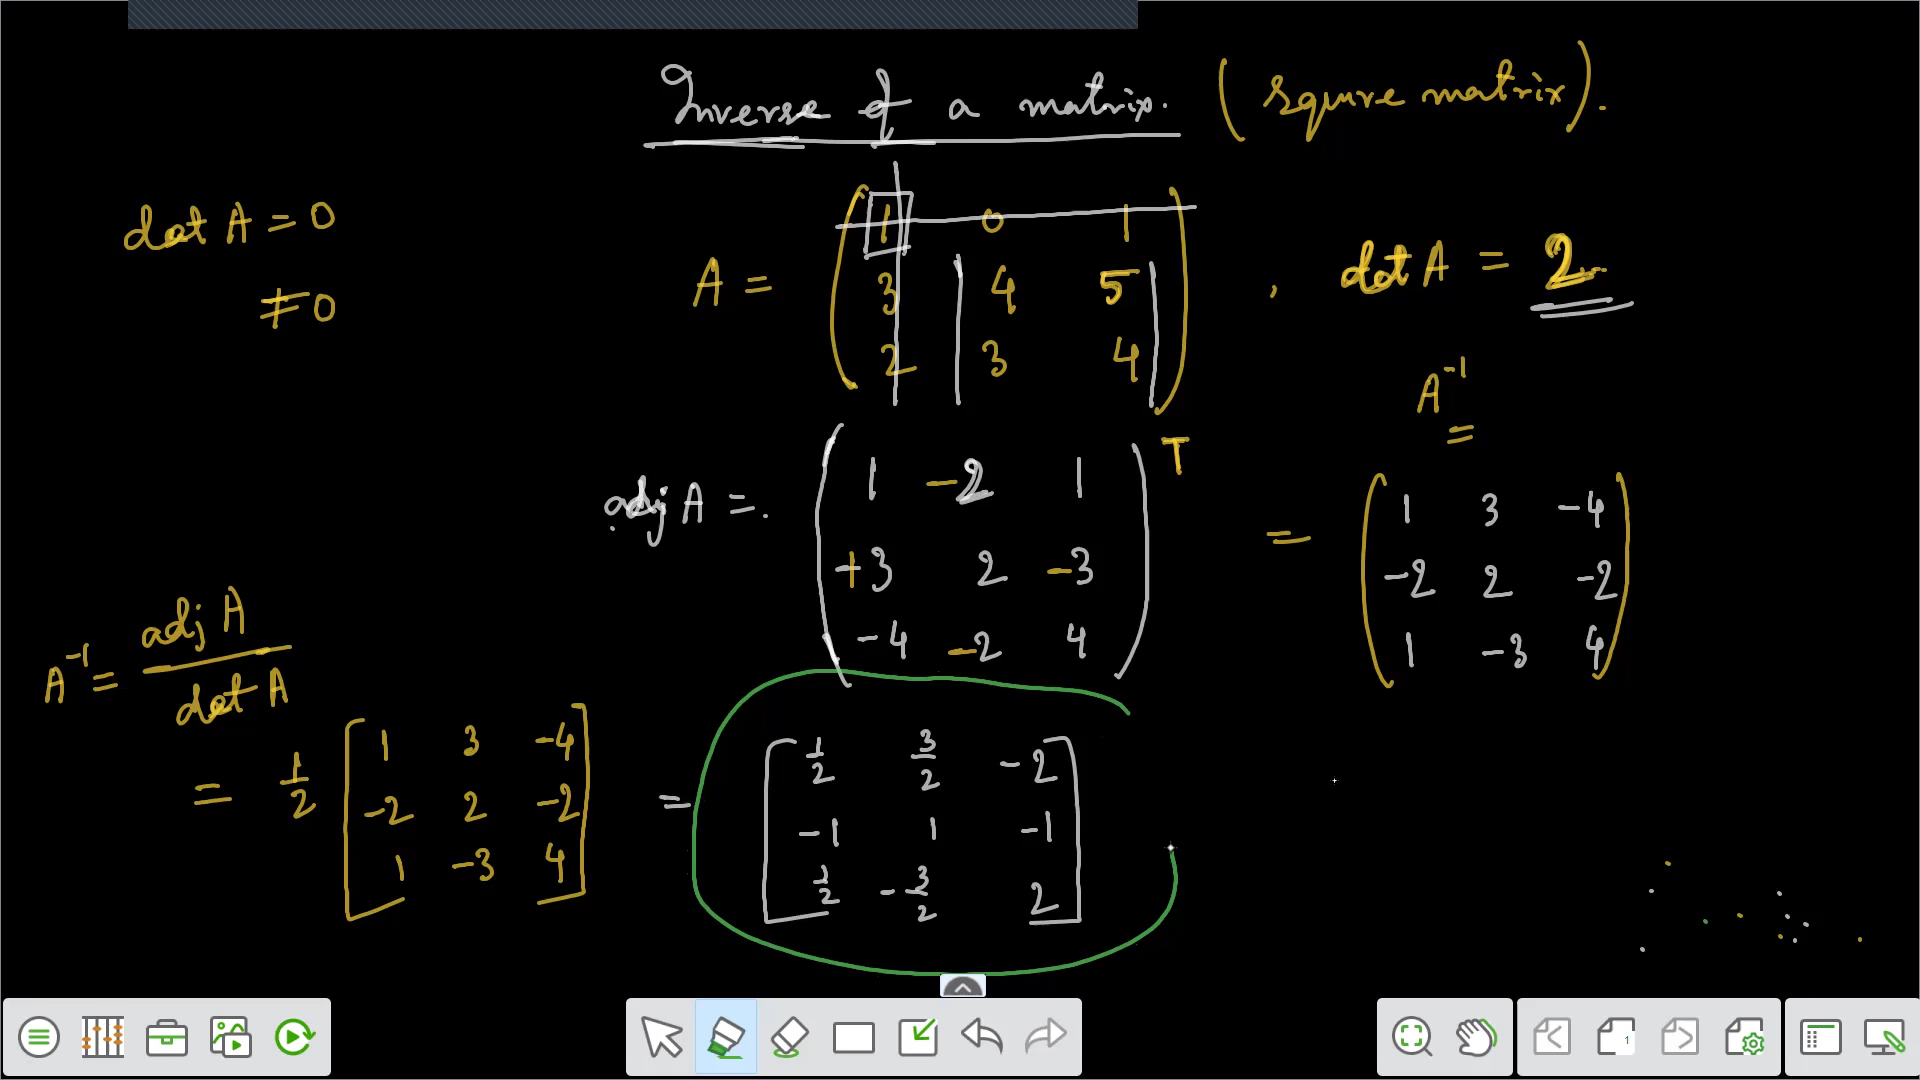 Inverse of a matrix. (squre matrix).
det A = 0
≠ 0
A = ( 1 0 1
3 4 5
2 3 4 ) , det A = 2
A⁻¹ =
adj A = ( 1 -2 1
+3 2 -3
-4 -2 4 )ᵀ
= ( 1 3 -4
-2 2 -2
1 -3 4 )
A⁻¹ = adj A / det A
= 1/2 [ 1 3 -4
-2 2 -2
1 -3 4 ]
= [ 1/2 3/2 -2
-1 1 -1
1/2 -3/2 2 ]
1